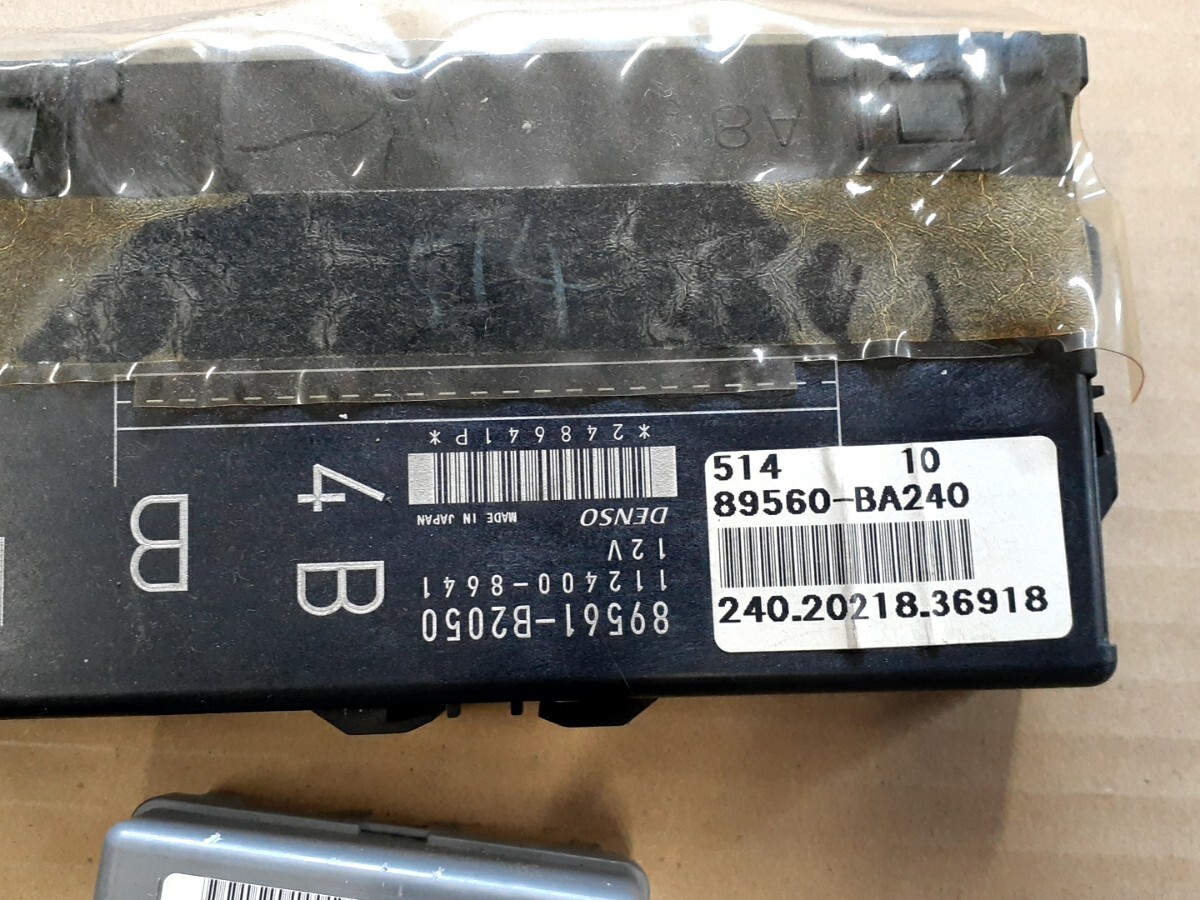 A8
914
*248641P*
DENSO MADE IN JAPAN
12V
112400-8641
89561-B2050
4B
B
514 10
89560-BA240
240.20218.36918